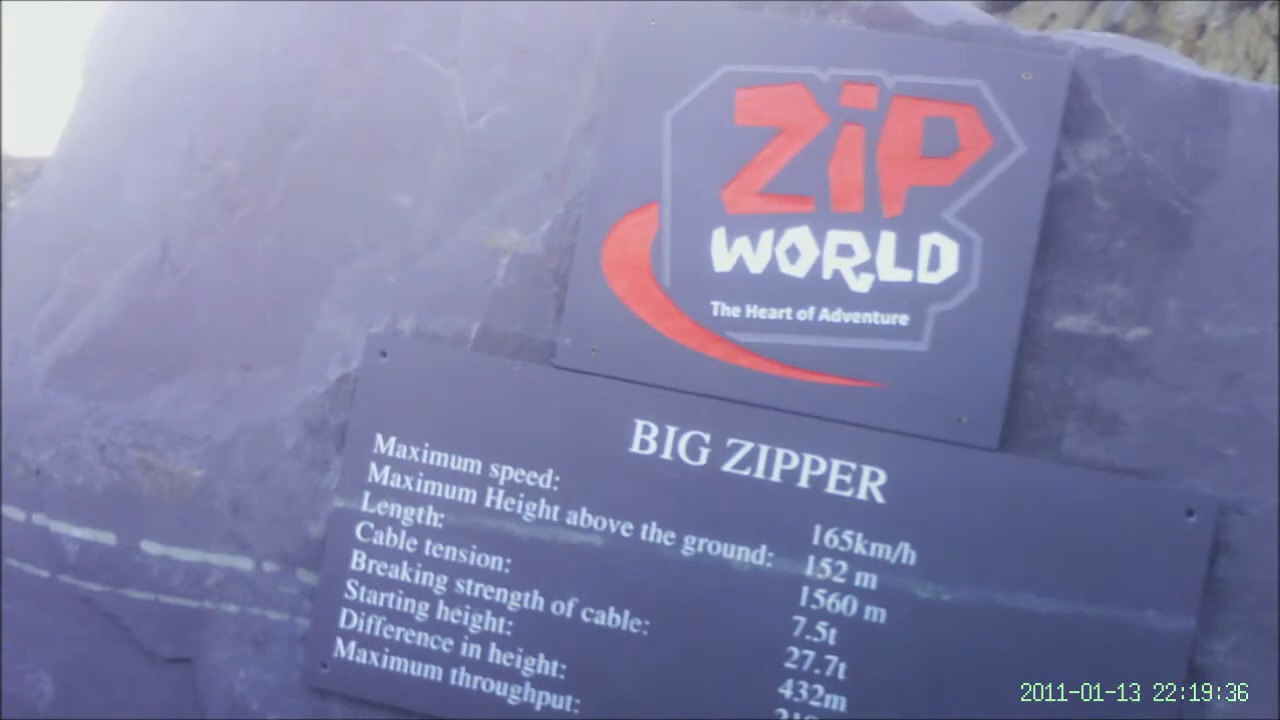 ZiP
WORLD
The Heart of Adventure
BIG ZIPPER
Maximum speed: 165km/h
Maximum Height above the ground: 152 m
Length: 1560 m
Cable tension: 7.5t
Breaking strength of cable: 27.7t
Starting height: 432m
Difference in height:
Maximum throughput:
2011-01-13 22:19:36